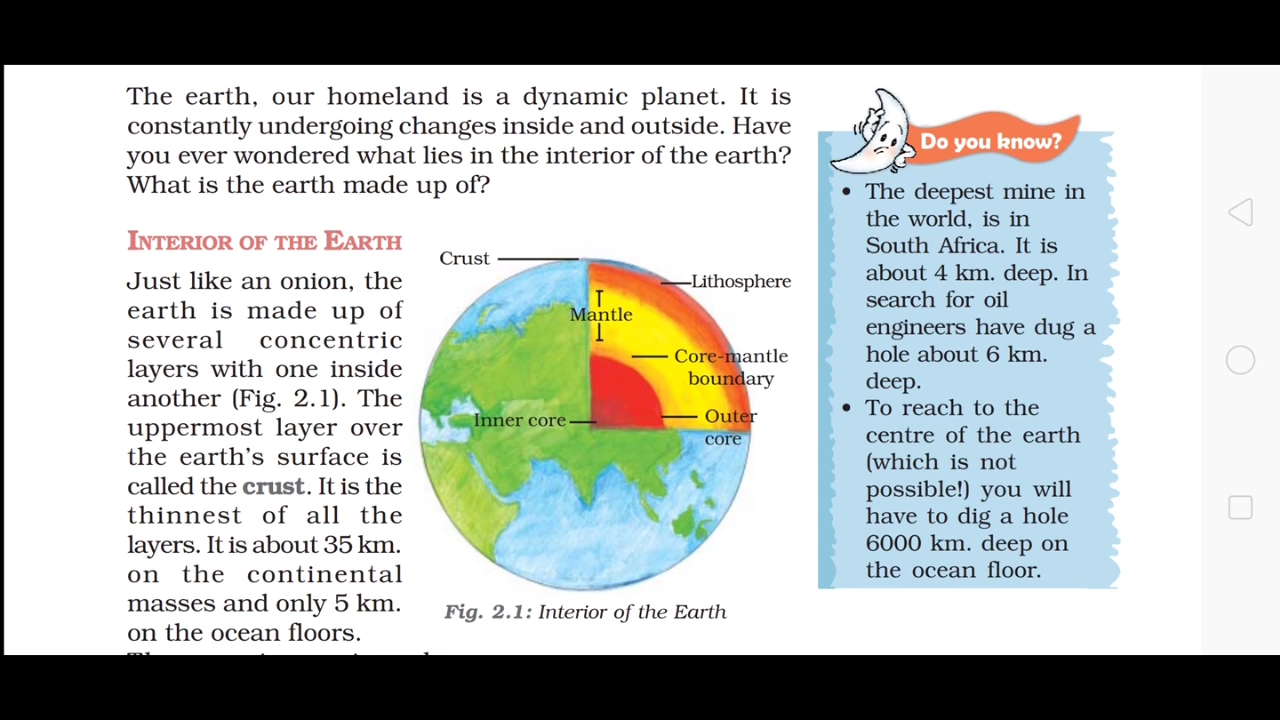 The earth, our homeland is a dynamic planet. It is
constantly undergoing changes inside and outside. Have
you ever wondered what lies in the interior of the earth?
What is the earth made up of?
INTERIOR OF THE EARTH
Just like an onion, the
earth is made up of
several concentric
layers with one inside
another (Fig. 2.1). The
uppermost layer over
the earth's surface is
called the crust. It is the
thinnest of all the
layers. It is about 35 km.
on the continental
masses and only 5 km.
on the ocean floors.
Crust
Lithosphere
Mantle
Core-mantle
boundary
Inner core
Outer
core
Fig. 2.1: Interior of the Earth
Do you know?
• The deepest mine in
the world, is in
South Africa. It is
about 4 km. deep. In
search for oil
engineers have dug a
hole about 6 km.
deep.
• To reach to the
centre of the earth
(which is not
possible!) you will
have to dig a hole
6000 km. deep on
the ocean floor.